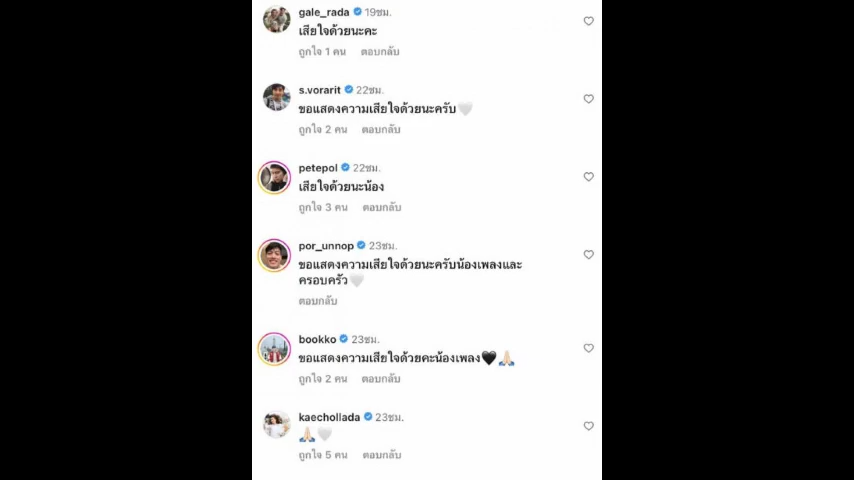 gale_rada 19ชม.
เสียใจด้วยนะคะ
ถูกใจ 1 คน ตอบกลับ
s.vorarit 22ชม.
ขอแสดงความเสียใจด้วยนะครับ🤍
ถูกใจ 2 คน ตอบกลับ
petepol 22ชม.
เสียใจด้วยนะน้อง
ถูกใจ 3 คน ตอบกลับ
por_unnop 23ชม.
ขอแสดงความเสียใจด้วยนะครับน้องเพลงและ
ครอบครัว🤍
ตอบกลับ
bookko 23ชม.
ขอแสดงความเสียใจด้วยคะน้องเพลง🖤🙏🏻
ถูกใจ 2 คน ตอบกลับ
kaechollada 23ชม.
🙏🏻🤍
ถูกใจ 5 คน ตอบกลับ